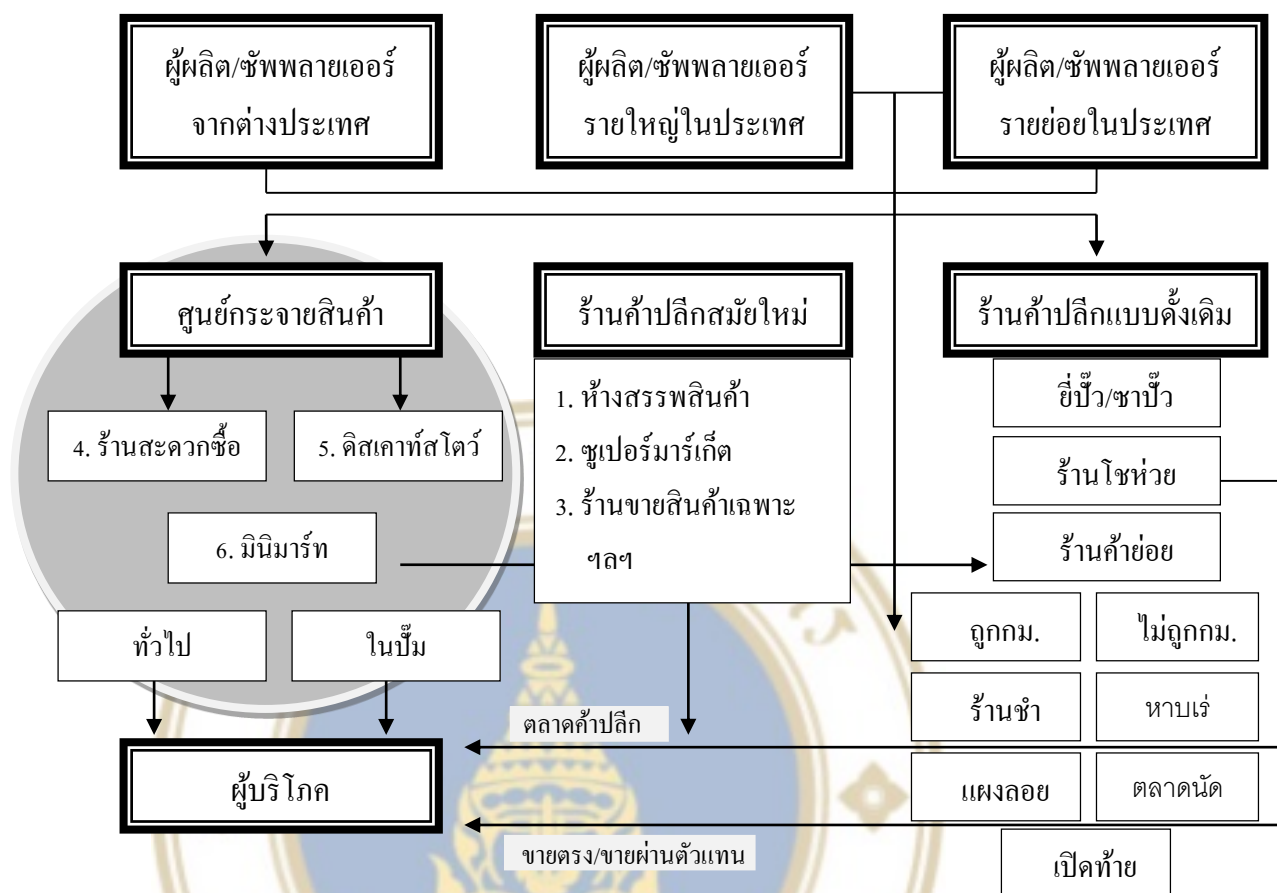 ผู้ผลิต/ซัพพลายเออร์
จากต่างประเทศ
ผู้ผลิต/ซัพพลายเออร์
รายใหญ่ในประเทศ
ผู้ผลิต/ซัพพลายเออร์
รายย่อยในประเทศ
ศูนย์กระจายสินค้า
ร้านค้าปลีกสมัยใหม่
ร้านค้าปลีกแบบดั้งเดิม
4. ร้านสะดวกซื้อ
5. ดิสเคาท์สโตว์
6. มินิมาร์ท
ทั่วไป
ในปั๊ม
1. ห้างสรรพสินค้า
2. ซูเปอร์มาร์เก็ต
3. ร้านขายสินค้าเฉพาะ
ฯลฯ
ยี่ปั๊ว/ซาปั๊ว
ร้านโชห่วย
ร้านค้าย่อย
ถูกกม.
ไม่ถูกกม.
ร้านชำ
หาบเร่
แผงลอย
ตลาดนัด
เปิดท้าย
ตลาดค้าปลีก
ผู้บริโภค
ขายตรง/ขายผ่านตัวแทน